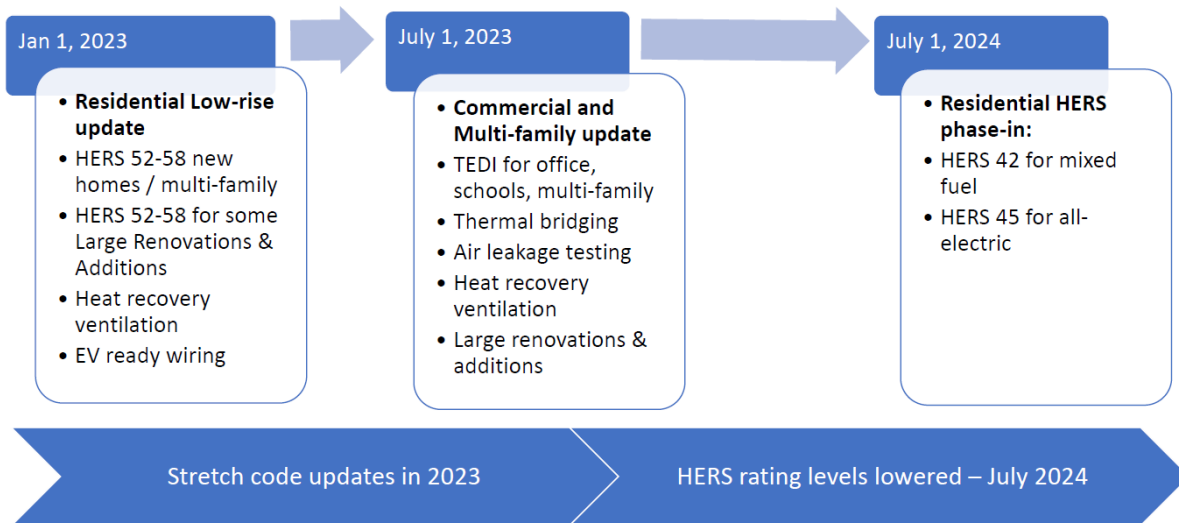 Jan 1, 2023
• Residential Low-rise
update
• HERS 52-58 new
homes / multi-family
• HERS 52-58 for some
Large Renovations &
Additions
• Heat recovery
ventilation
• EV ready wiring
July 1, 2023
• Commercial and
Multi-family update
• TEDI for office,
schools, multi-family
• Thermal bridging
• Air leakage testing
• Heat recovery
ventilation
• Large renovations &
additions
July 1, 2024
• Residential HERS
phase-in:
• HERS 42 for mixed
fuel
• HERS 45 for all-
electric
Stretch code updates in 2023
HERS rating levels lowered – July 2024